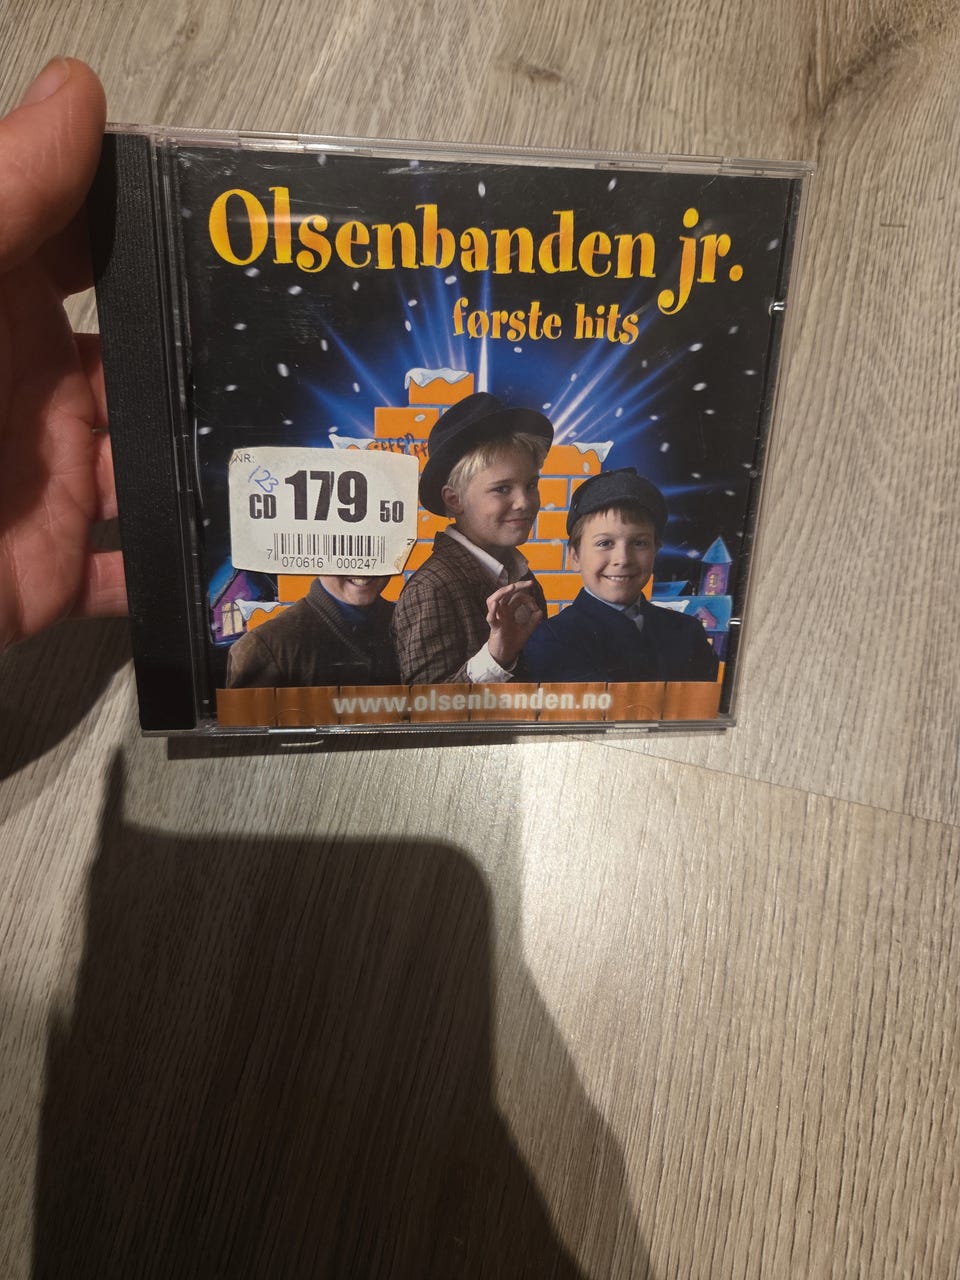 Olsenbanden jr.
første hits
NR:
123
CD 179 50
7 070616 000247
www.olsenbanden.no